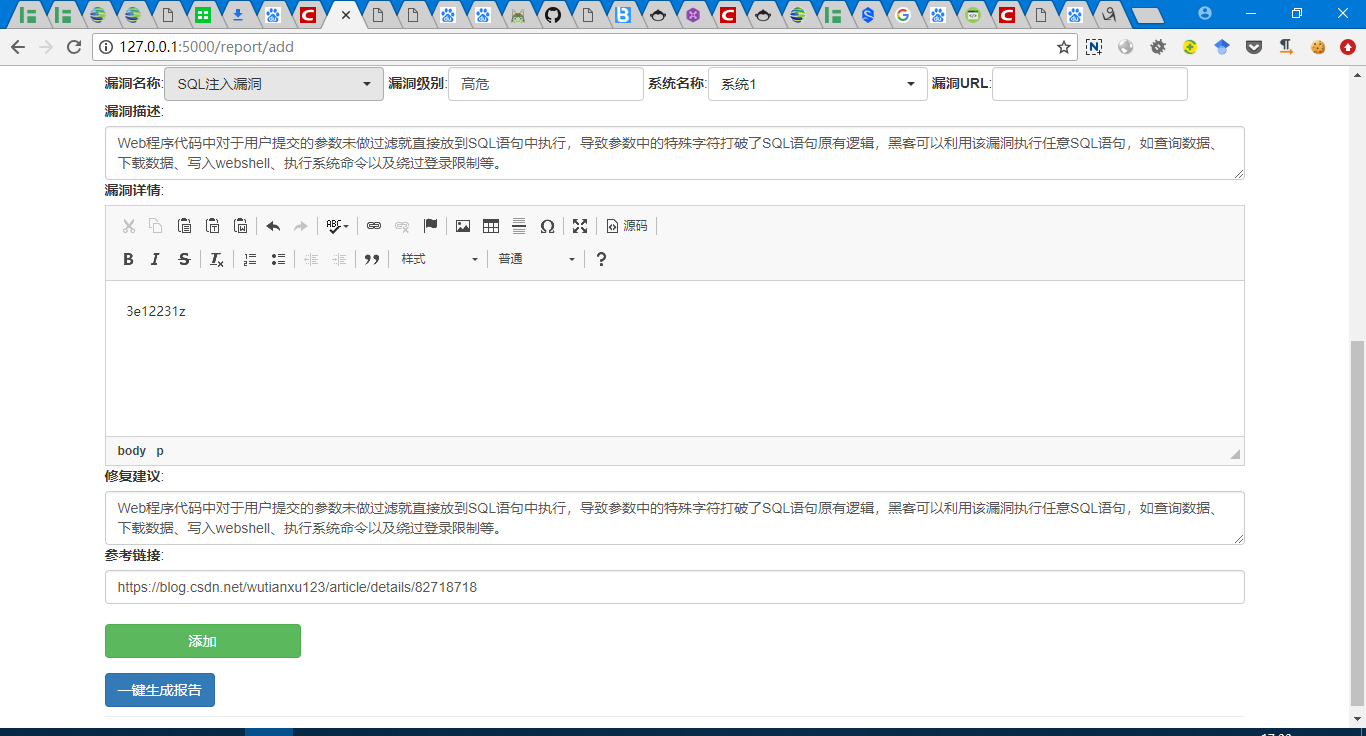 127.0.0.1:5000/report/add
漏洞名称: SQL注入漏洞 漏洞级别: 高危 系统名称: 系统1 漏洞URL:
漏洞描述:
Web程序代码中对于用户提交的参数未做过滤就直接放到SQL语句中执行，导致参数中的特殊字符打破了SQL语句原有逻辑，黑客可以利用该漏洞执行任意SQL语句，如查询数据、
下载数据、写入webshell、执行系统命令以及绕过登录限制等。
漏洞详情:
ABC 源码
B I S Ix 样式 普通 ?
3e12231z
body p
修复建议:
Web程序代码中对于用户提交的参数未做过滤就直接放到SQL语句中执行，导致参数中的特殊字符打破了SQL语句原有逻辑，黑客可以利用该漏洞执行任意SQL语句，如查询数据、
下载数据、写入webshell、执行系统命令以及绕过登录限制等。
参考链接:
https://blog.csdn.net/wutianxu123/article/details/82718718
添加
一键生成报告